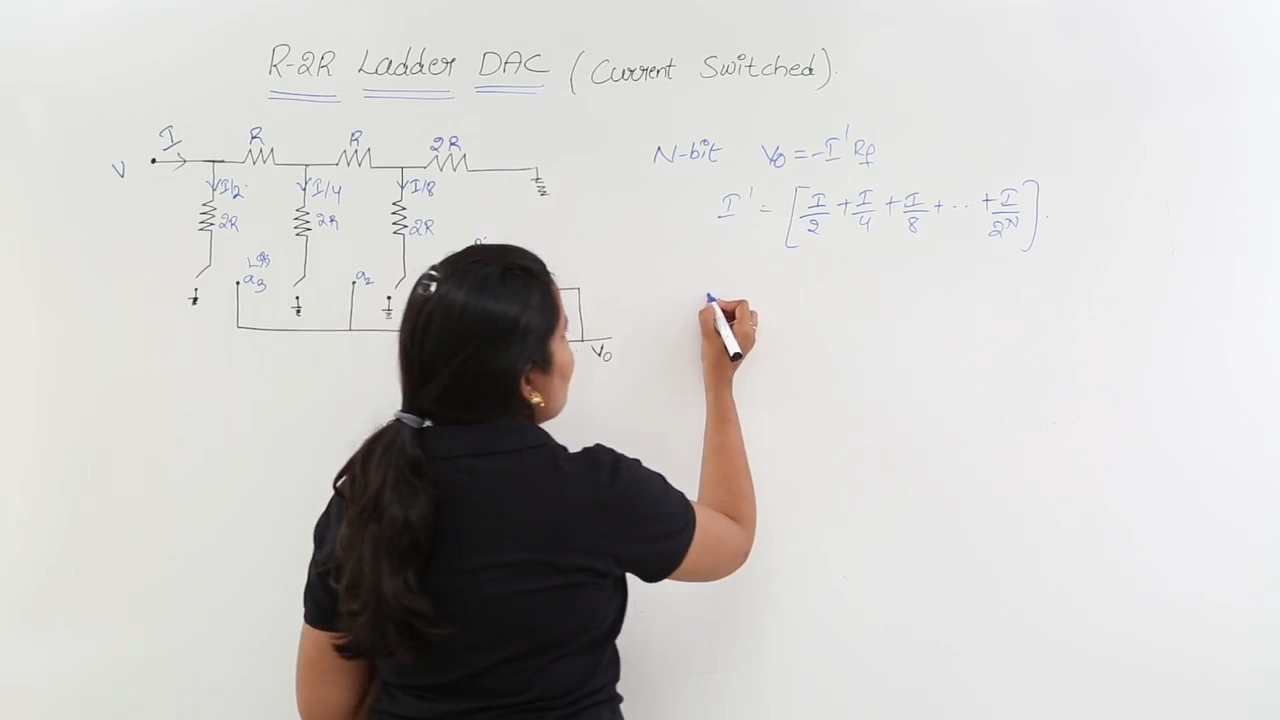 R-2R Ladder DAC (Current Switched).
I
R R 2R
V
I/2 I/4 I/8
2R 2R 2R
a3 a2
V0
N-bit V0 = -I' Rf
I' = [I/2 + I/4 + I/8 + ... + I/2^N].